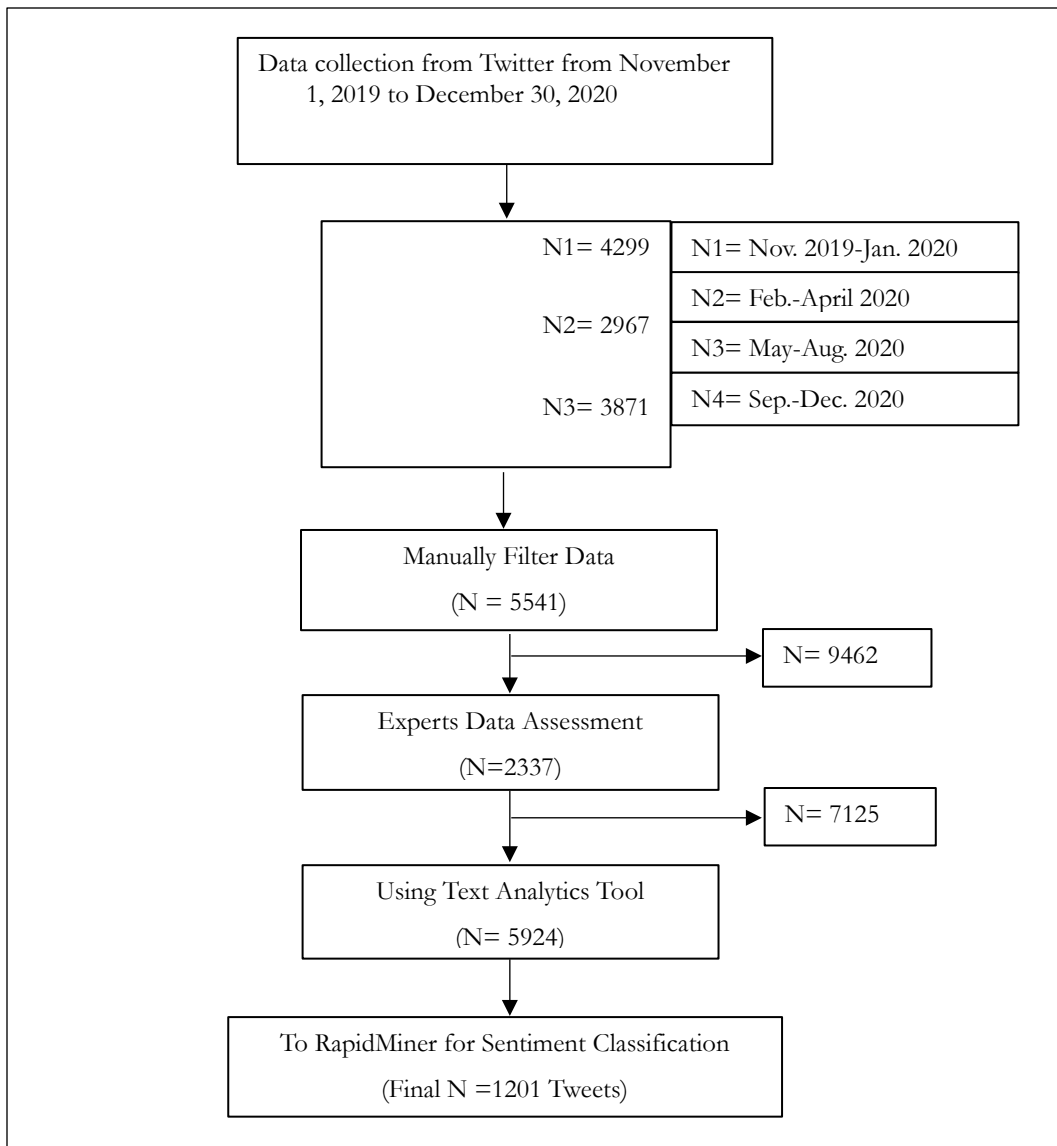 Data collection from Twitter from November
1, 2019 to December 30, 2020
N1= 4299
N1= Nov. 2019-Jan. 2020
N2= Feb.-April 2020
N2= 2967
N3= May-Aug. 2020
N3= 3871
N4= Sep.-Dec. 2020
Manually Filter Data
(N = 5541)
N= 9462
Experts Data Assessment
(N=2337)
N= 7125
Using Text Analytics Tool
(N= 5924)
To RapidMiner for Sentiment Classification
(Final N =1201 Tweets)